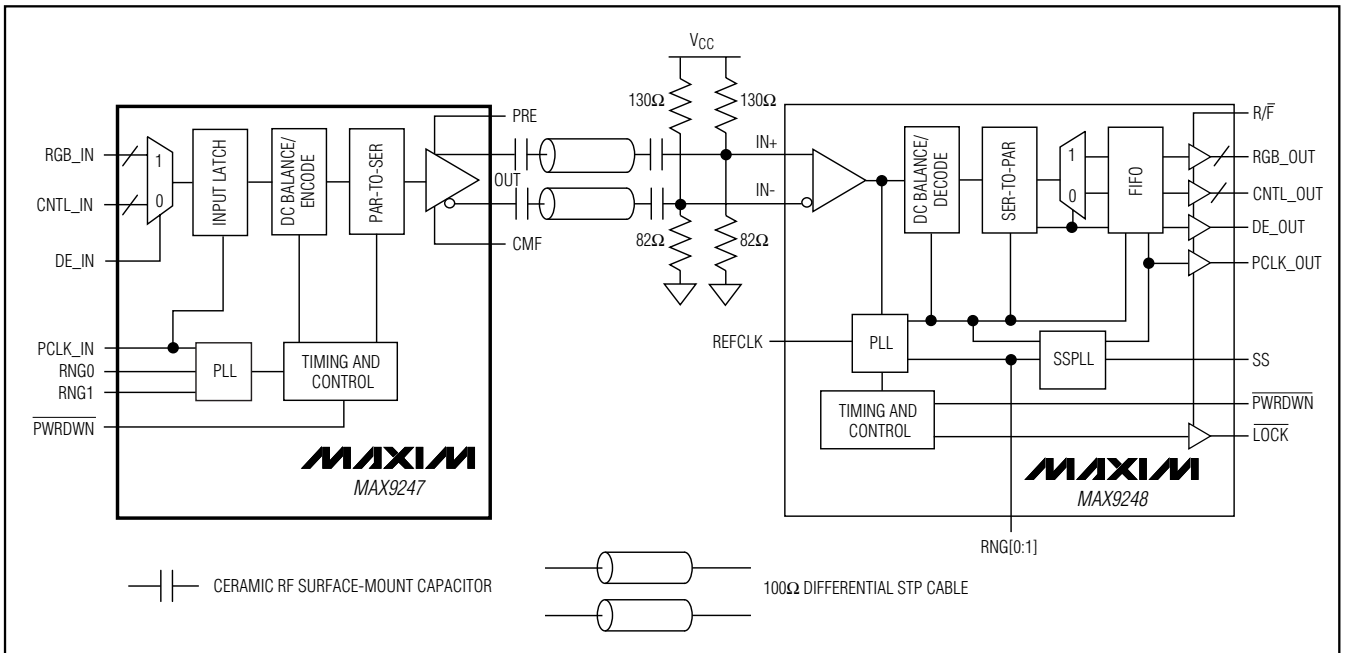 VCC
130Ω
130Ω
PRE
OUT
CMF
IN+
IN-
82Ω
82Ω
RGB_IN
CNTL_IN
DE_IN
PCLK_IN
RNG0
RNG1
PWRDWN
1
0
INPUT LATCH
DC BALANCE/
ENCODE
PAR-TO-SER
PLL
TIMING AND
CONTROL
MAXIM
MAX9247
DC BALANCE/
DECODE
SER-TO-PAR
1
0
FIFO
R/F̅
RGB_OUT
CNTL_OUT
DE_OUT
PCLK_OUT
REFCLK
PLL
SSPLL
SS
TIMING AND
CONTROL
PWRDWN
LOCK
MAXIM
MAX9248
RNG[0:1]
CERAMIC RF SURFACE-MOUNT CAPACITOR
100Ω DIFFERENTIAL STP CABLE